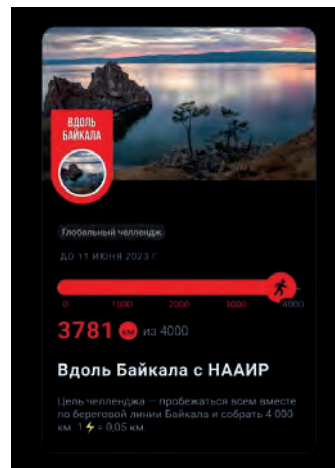 ВДОЛЬ
БАЙКАЛА
Глобальный челлендж
ДО 11 ИЮНЯ 2023 Г.
0 1000 2000 3000 4000
3781 км из 4000
Вдоль Байкала с НААИР
Цель челленджа — пробежаться всем вместе
по береговой линии Байкала и собрать 4 000
км. 1⚡= 0,05 км.